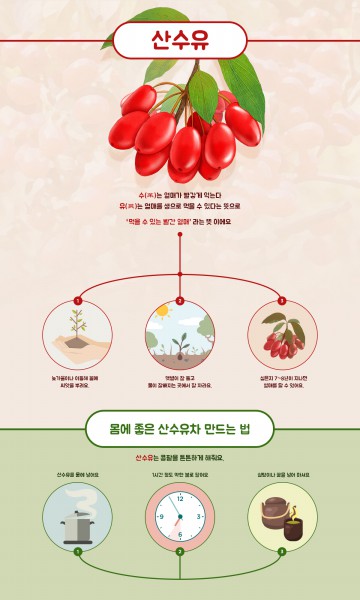 산수유
수(茱)는 열매가 빨갛게 익는다
유(萸)는 열매를 생으로 먹을 수 있다는 뜻으로
'먹을 수 있는 빨간 열매' 라는 뜻 이에요
1
2
3
늦가을이나 이듬해 봄에
씨앗을 뿌려요.
햇볕이 잘 들고
물이 잘빠지는 곳에서 잘 자라요.
심은지 7~8년이 지나면
열매를 딸 수 있어요.
몸에 좋은 산수유차 만드는 법
산수유는 콩팥을 튼튼하게 해줘요.
산수유를 물에 넣어요
1시간 정도 약한 불로 끓여요
설탕이나 꿀을 넣어 마셔요
1
2
3